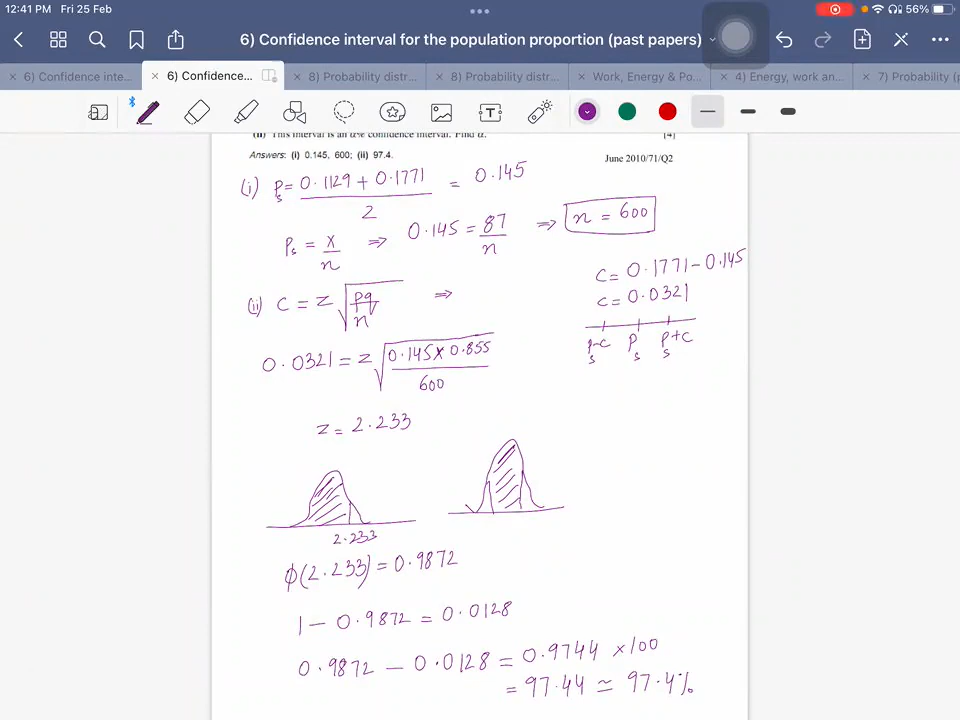 12:41 PM Fri 25 Feb
56%
6) Confidence interval for the population proportion (past papers)
6) Confidence inte...
6) Confidence...
8) Probability distr...
8) Probability distr...
Work, Energy & Po...
4) Energy, work an...
7) Probability (p
(ii) This interval is an α% confidence interval. Find α.
[4]
Answers: (i) 0.145, 600; (ii) 97.4.
June 2010/71/Q2
(i) Ps = (0.1129 + 0.1771)/2 = 0.145
Ps = x/n ⇒ 0.145 = 87/n ⇒ n = 600
C = 0.1771 - 0.145
C = 0.0321
Ps-C Ps Ps+C
(ii) C = z √(pq/n) ⇒
0.0321 = z √(0.145 × 0.855/600)
z = 2.233
2.233
ϕ(2.233) = 0.9872
1 - 0.9872 = 0.0128
0.9872 - 0.0128 = 0.9744 × 100
= 97.44 ≃ 97.4%